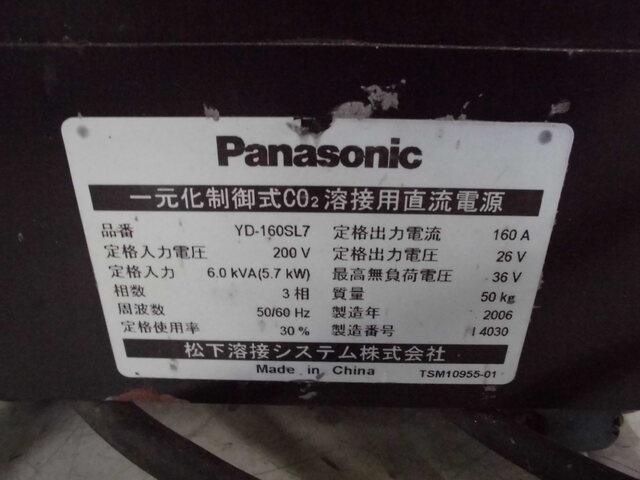 Panasonic
一元化制御式CO₂溶接用直流電源
品番 YD-160SL7 定格出力電流 160 A
定格入力電圧 200 V 定格出力電圧 26 V
定格入力 6.0 kVA(5.7 kW) 最高無負荷電圧 36 V
相数 3 相 質量 50 kg
周波数 50/60 Hz 製造年 2006
定格使用率 30 % 製造番号 I 4030
松下溶接システム株式会社
Made in China TSM10955-01